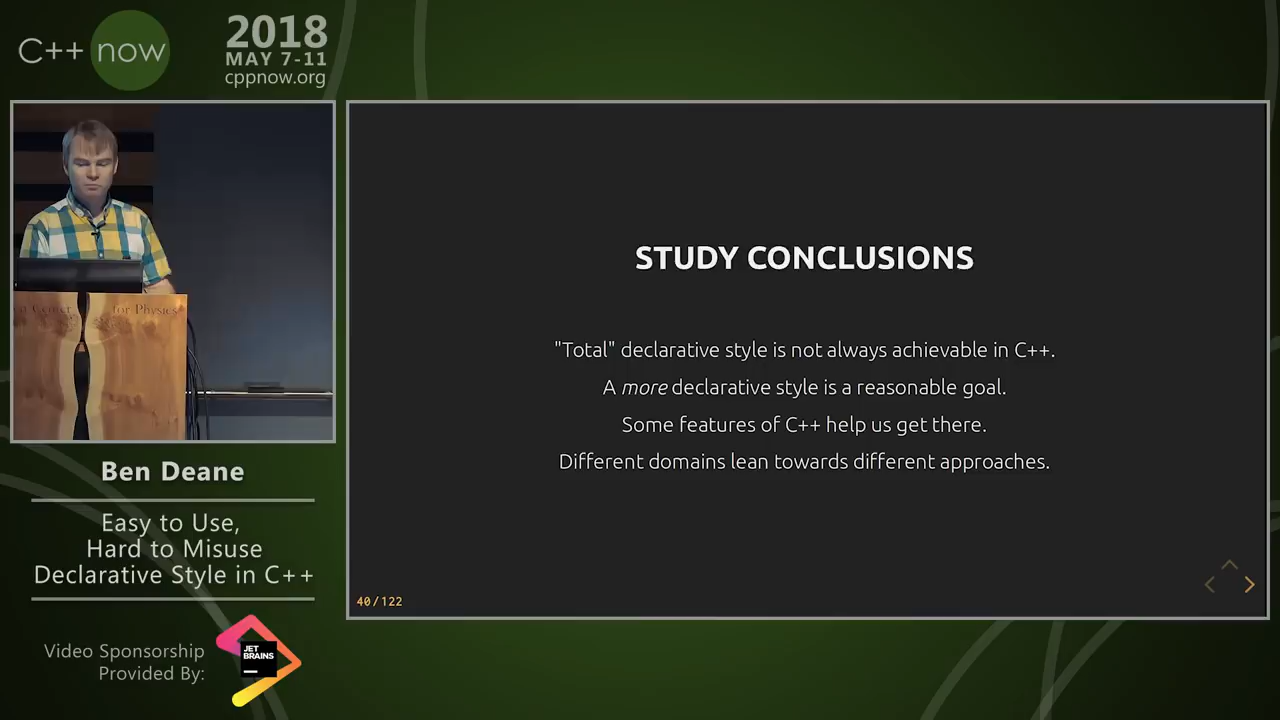 C++ now
2018
MAY 7-11
cppnow.org
for Physics
Ben Deane
Easy to Use,
Hard to Misuse
Declarative Style in C++
Video Sponsorship
Provided By:
JET
BRAINS
STUDY CONCLUSIONS
"Total" declarative style is not always achievable in C++.
A more declarative style is a reasonable goal.
Some features of C++ help us get there.
Different domains lean towards different approaches.
40/122